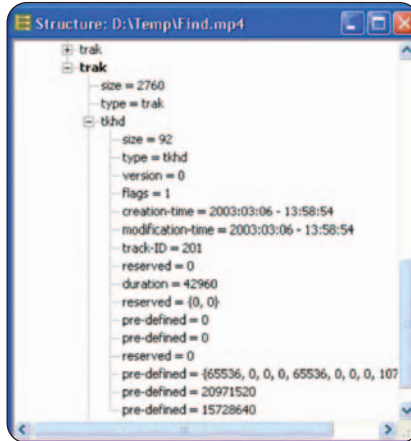 Structure: D:\Temp\Find.mp4
trak
trak
size = 2760
type = trak
tkhd
size = 92
type = tkhd
version = 0
flags = 1
creation-time = 2003:03:06 - 13:58:54
modification-time = 2003:03:06 - 13:58:54
track-ID = 201
reserved = 0
duration = 42960
reserved = {0, 0}
pre-defined = 0
pre-defined = 0
reserved = 0
pre-defined = {65536, 0, 0, 0, 65536, 0, 0, 0, 107
pre-defined = 20971520
pre-defined = 15728640